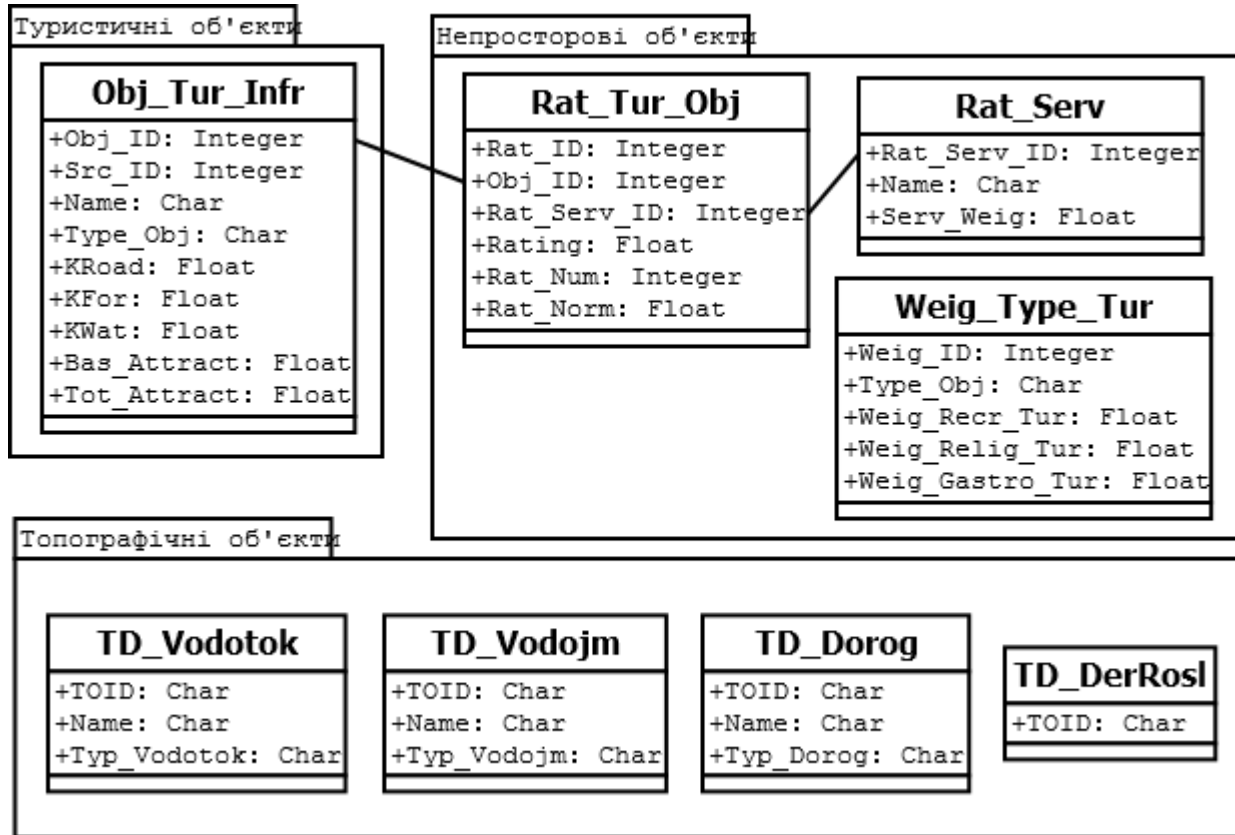 Туристичні об'єкти
Obj_Tur_Infr
+Obj_ID: Integer
+Src_ID: Integer
+Name: Char
+Type_Obj: Char
+KRoad: Float
+KFor: Float
+KWat: Float
+Bas_Attract: Float
+Tot_Attract: Float
Непросторові об'єкти
Rat_Tur_Obj
+Rat_ID: Integer
+Obj_ID: Integer
+Rat_Serv_ID: Integer
+Rating: Float
+Rat_Num: Integer
+Rat_Norm: Float
Rat_Serv
+Rat_Serv_ID: Integer
+Name: Char
+Serv_Weig: Float
Weig_Type_Tur
+Weig_ID: Integer
+Type_Obj: Char
+Weig_Recr_Tur: Float
+Weig_Relig_Tur: Float
+Weig_Gastro_Tur: Float
Топографічні об'єкти
TD_Vodotok
+TOID: Char
+Name: Char
+Typ_Vodotok: Char
TD_Vodojm
+TOID: Char
+Name: Char
+Typ_Vodojm: Char
TD_Dorog
+TOID: Char
+Name: Char
+Typ_Dorog: Char
TD_DerRosl
+TOID: Char